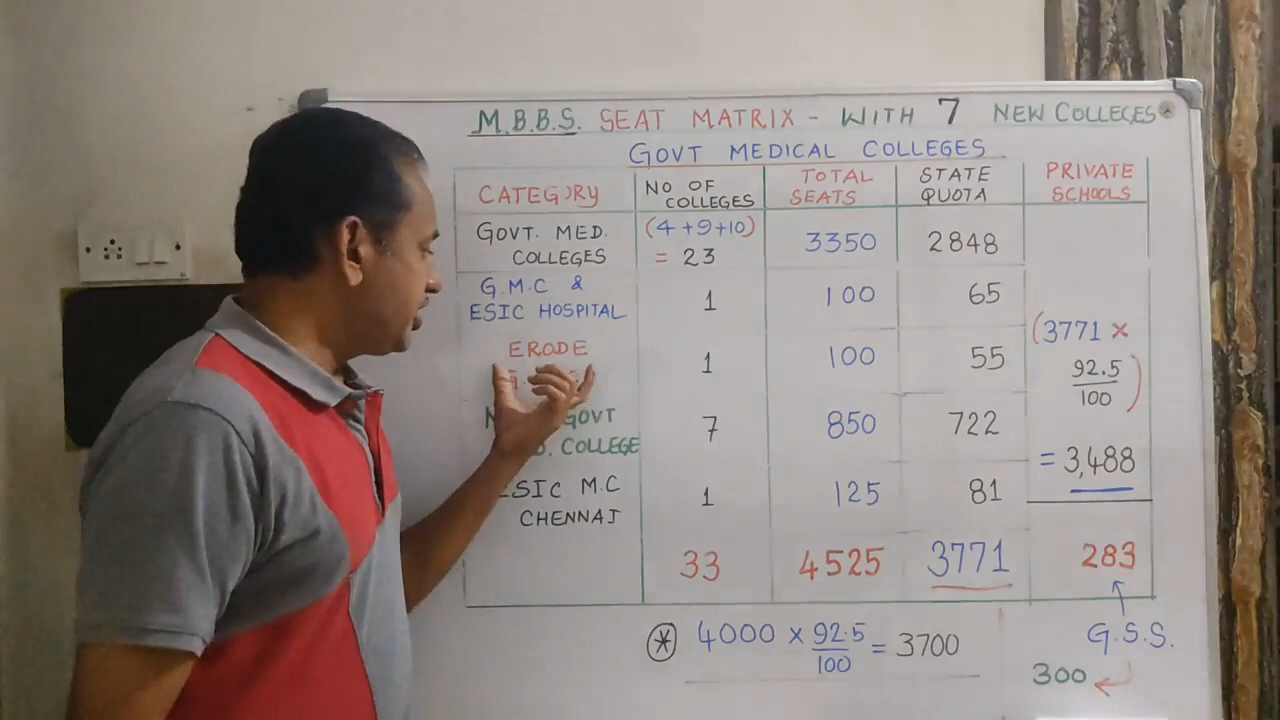 M.B.B.S. SEAT MATRIX - WITH 7 NEW COLLEGES
GOVT MEDICAL COLLEGES
CATEGORY NO OF COLLEGES TOTAL SEATS STATE QUOTA PRIVATE SCHOOLS
GOVT. MED. COLLEGES (4+9+10) = 23 3350 2848
G.M.C & ESIC HOSPITAL 1 100 65
ERODE 1 100 55
GOVT COLLEGE 7 850 722
ESIC M.C CHENNAI 1 125 81
(3771 × 92.5/100)
= 3,488
33 4525 3771 283
* 4000 × 92.5/100 = 3700
G.S.S.
300